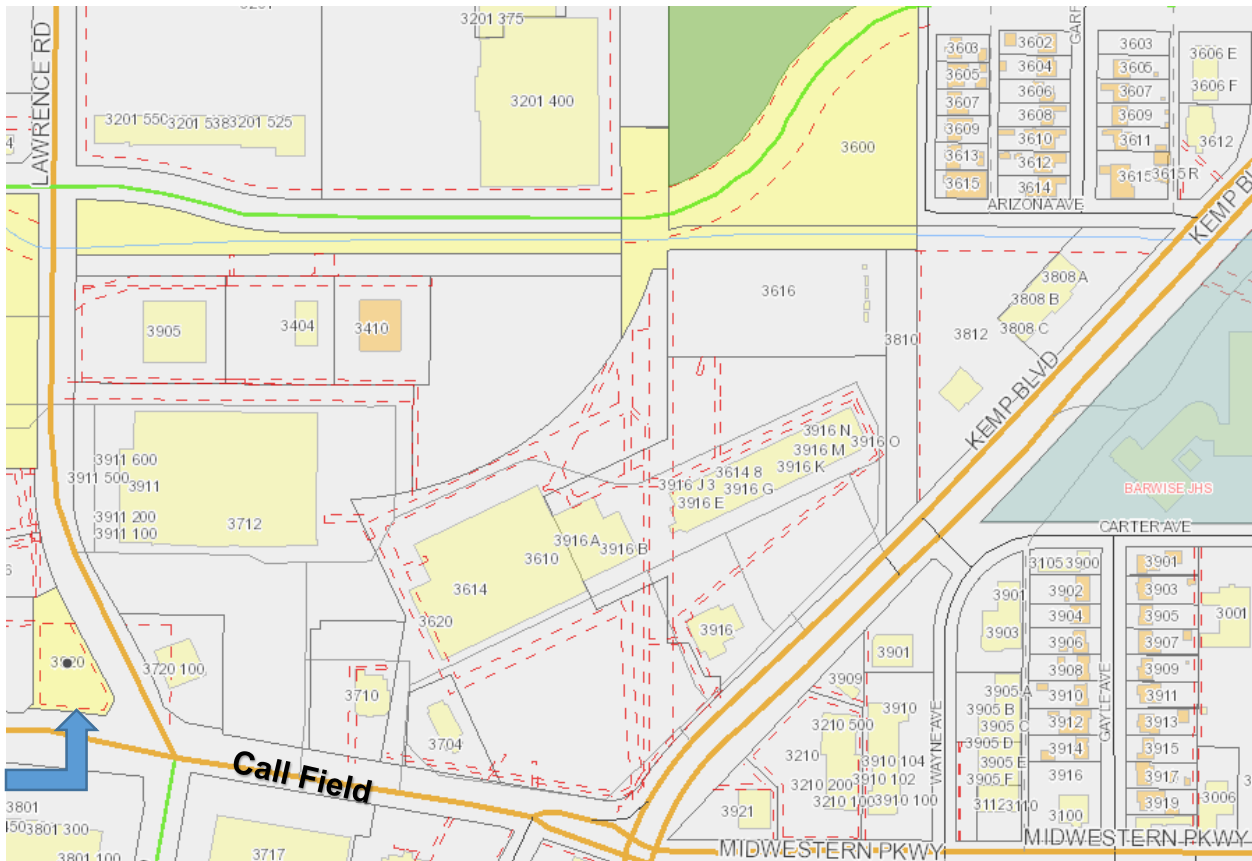 3201 375
3201 400
3201 550
3201 538
3201 525
LAWRENCE RD
3600
3603
3605
3607
3609
3613
3615
3602
3604
3606
3608
3610
3612
3614
3603
3605
3607
3609
3611
3615
3615 R
3606 E
3606 F
3612
ARIZONA AVE
3905
3404
3410
3616
3810
3812
3808 A
3808 B
3808 C
KEMP BLVD
3911 600
3911 500
3911
3911 200
3911 100
3712
3916 N
3916 O
3916 M
3916 K
3614 8
3916 J
3
3916 G
3916 E
3916 A
3916 B
3610
3614
3620
BARWISE JHS
CARTER AVE
3920
3720 100
3710
3704
3916
3901
3909
3910
3210 500
3210
3210 200
3210 100
3910 104
3910 102
3910 100
3921
WAYNE AVE
3901
3903
3905 A
3905 B
3905 C
3905 D
3905 E
3905 F
3112
3110
3105
3900
3902
3904
3906
3908
3910
3912
3914
3916
3100
GAYLE AVE
3901
3903
3905
3907
3909
3911
3913
3915
3917
3919
3001
3006
Call Field
3801
3801 300
3801 100
3717
MIDWESTERN PKWY
MIDWESTERN PKWY